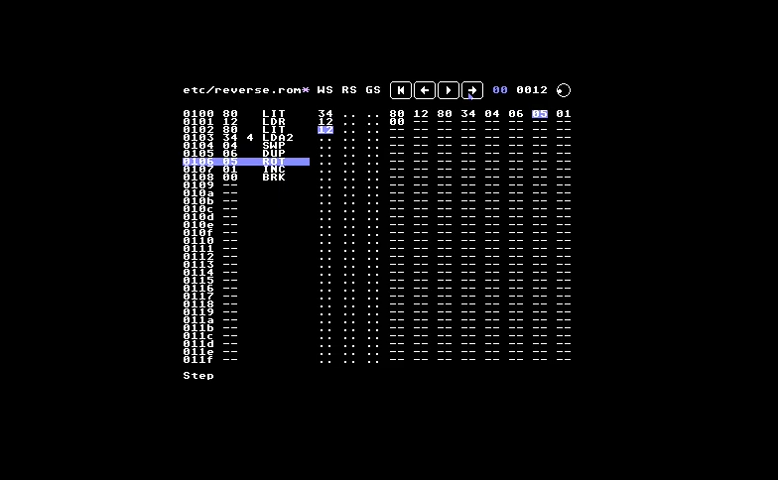 etc/reverse.rom* WS RS GS 00 0012
0100 80 LIT 34 .. .. 80 12 80 34 04 06 05 01
0101 12 LDR 12 .. .. 00 -- -- -- -- -- -- --
0102 80 LIT 12 .. .. -- -- -- -- -- -- -- --
0103 34 4 LDA2 .. .. .. -- -- -- -- -- -- -- --
0104 04 SWP .. .. .. -- -- -- -- -- -- -- --
0105 06 DUP .. .. .. -- -- -- -- -- -- -- --
0106 05 ROT .. .. .. -- -- -- -- -- -- -- --
0107 01 INC .. .. .. -- -- -- -- -- -- -- --
0108 00 BRK .. .. .. -- -- -- -- -- -- -- --
0109 -- .. .. .. -- -- -- -- -- -- -- --
010a -- .. .. .. -- -- -- -- -- -- -- --
010b -- .. .. .. -- -- -- -- -- -- -- --
010c -- .. .. .. -- -- -- -- -- -- -- --
010d -- .. .. .. -- -- -- -- -- -- -- --
010e -- .. .. .. -- -- -- -- -- -- -- --
010f -- .. .. .. -- -- -- -- -- -- -- --
0110 -- .. .. .. -- -- -- -- -- -- -- --
0111 -- .. .. .. -- -- -- -- -- -- -- --
0112 -- .. .. .. -- -- -- -- -- -- -- --
0113 -- .. .. .. -- -- -- -- -- -- -- --
0114 -- .. .. .. -- -- -- -- -- -- -- --
0115 -- .. .. .. -- -- -- -- -- -- -- --
0116 -- .. .. .. -- -- -- -- -- -- -- --
0117 -- .. .. .. -- -- -- -- -- -- -- --
0118 -- .. .. .. -- -- -- -- -- -- -- --
0119 -- .. .. .. -- -- -- -- -- -- -- --
011a -- .. .. .. -- -- -- -- -- -- -- --
011b -- .. .. .. -- -- -- -- -- -- -- --
011c -- .. .. .. -- -- -- -- -- -- -- --
011d -- .. .. .. -- -- -- -- -- -- -- --
011e -- .. .. .. -- -- -- -- -- -- -- --
011f -- .. .. .. -- -- -- -- -- -- -- --
Step